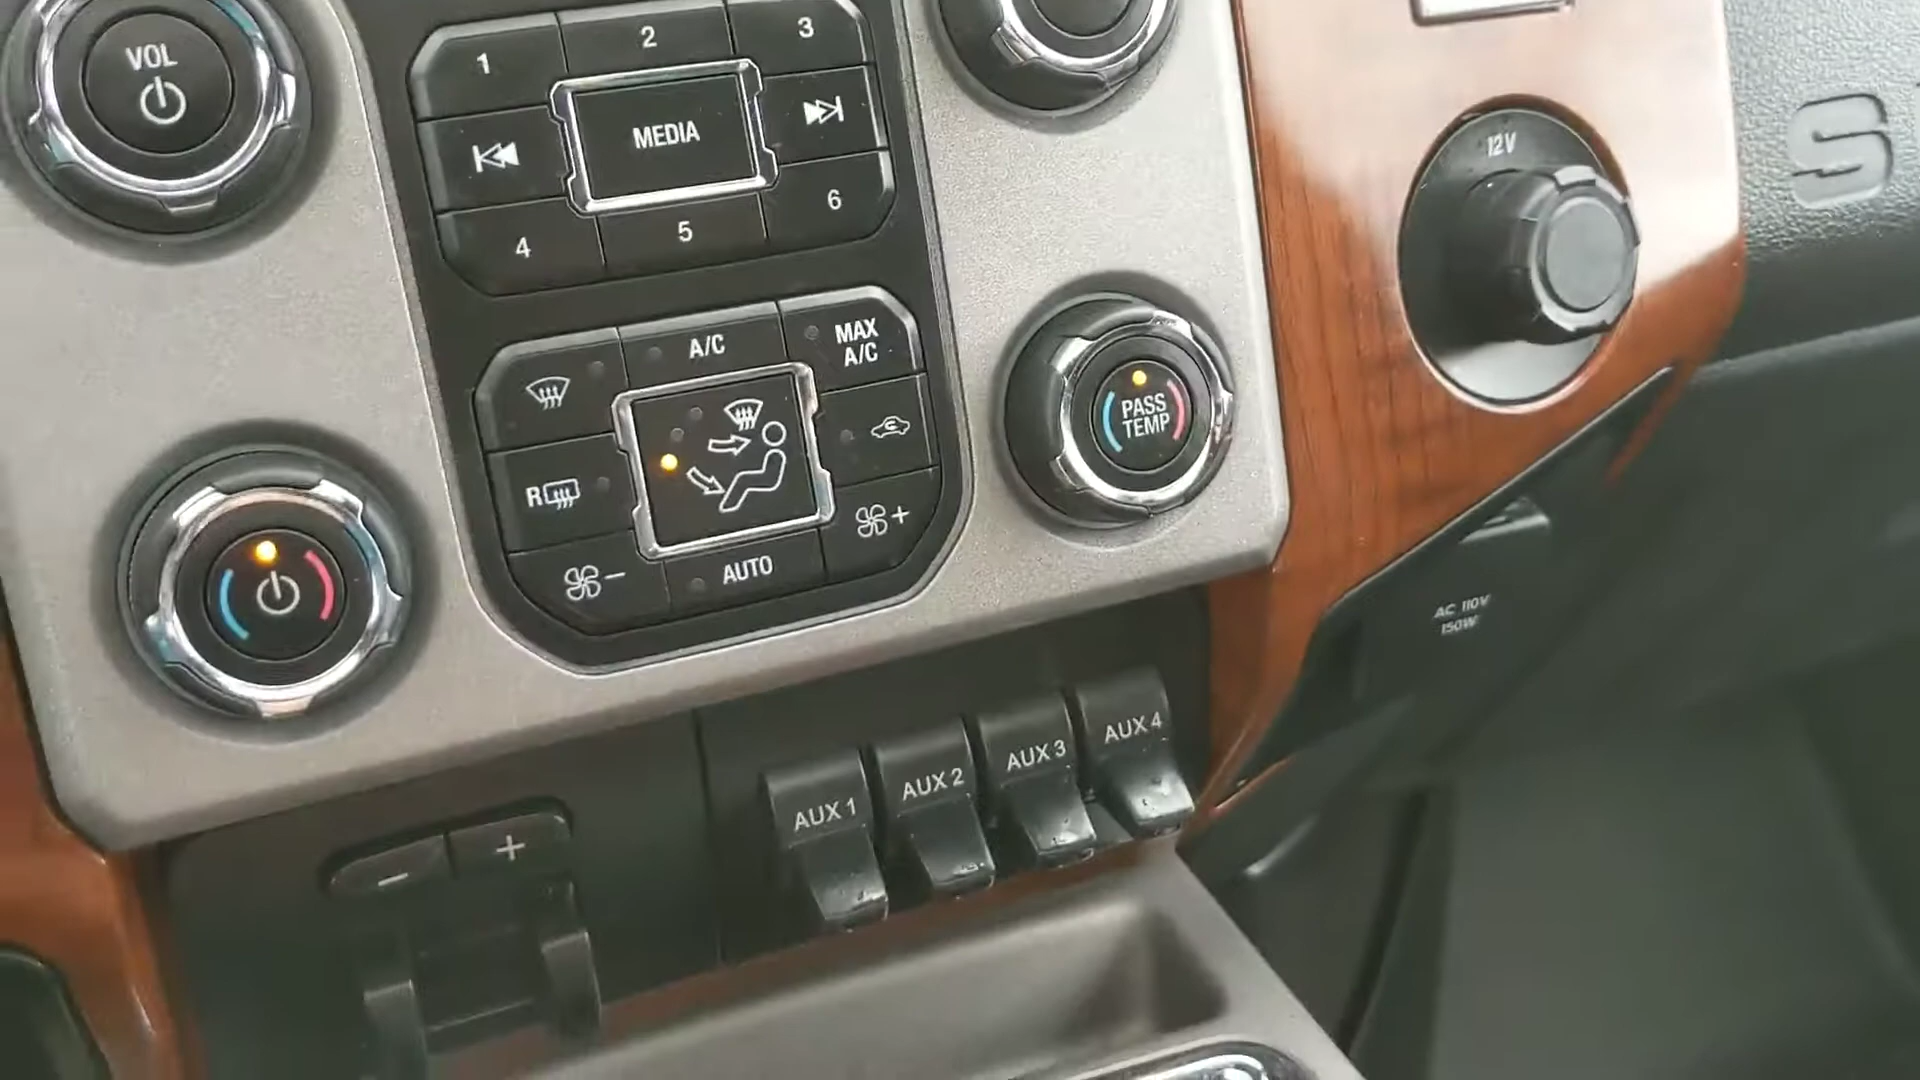 VOL
1
2
3
MEDIA
4
5
6
12V
S
A/C
MAX
A/C
PASS
TEMP
R
AUTO
+
−
AC 110V
150W
AUX 1
AUX 2
AUX 3
AUX 4
−
+